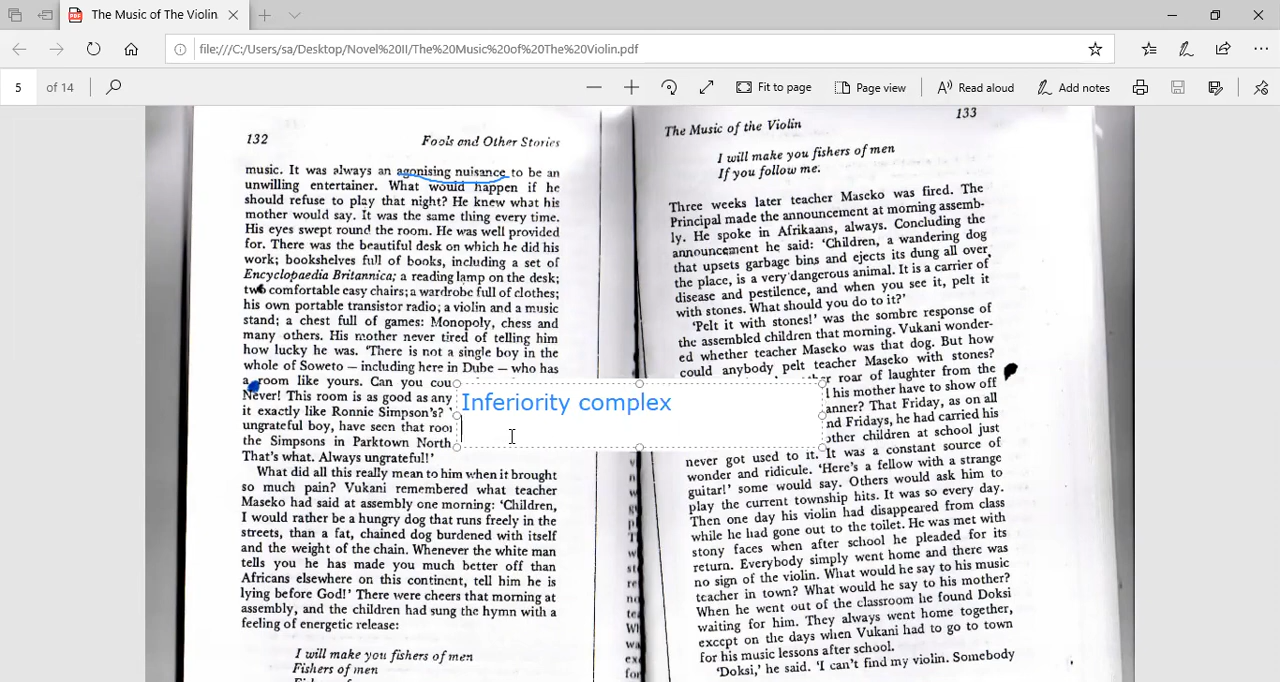 The Music of The Violin.
file:///C:/Users/sa/Desktop/Novel%20II/The%20Music%20of%20The%20Violin.pdf
5 of 14
Fit to page
Page view
Read aloud
Add notes
132 Fools and Other Stories
music. It was always an agonising nuisance to be an
unwilling entertainer. What would happen if he
should refuse to play that night? He knew what his
mother would say. It was the same thing every time.
His eyes swept round the room. He was well provided
for. There was the beautiful desk on which he did his
work; bookshelves full of books, including a set of
Encyclopaedia Britannica; a reading lamp on the desk;
two comfortable easy chairs; a wardrobe full of clothes;
his own portable transistor radio; a violin and a music
stand; a chest full of games: Monopoly, chess and
many others. His mother never tired of telling him
how lucky he was. 'There is not a single boy in the
whole of Soweto — including here in Dube — who has
a room like yours. Can you cou
Never! This room is as good as any
it exactly like Ronnie Simpson's?
ungrateful boy, have seen that roo
the Simpsons in Parktown North
That's what. Always ungrateful!'
What did all this really mean to him when it brought
so much pain? Vukani remembered what teacher
Maseko had said at assembly one morning: 'Children,
I would rather be a hungry dog that runs freely in the
streets, than a fat, chained dog burdened with itself
and the weight of the chain. Whenever the white man
tells you he has made you much better off than
Africans elsewhere on this continent, tell him he is
lying before God!' There were cheers that morning at
assembly, and the children had sung the hymn with a
feeling of energetic release:
I will make you fishers of men
Fishers of men
Inferiority complex
The Music of the Violin 133
I will make you fishers of men
If you follow me.
Three weeks later teacher Maseko was fired. The
Principal made the announcement at morning assemb-
ly. He spoke in Afrikaans, always. Concluding the
announcement he said: 'Children, a wandering dog
that upsets garbage bins and ejects its dung all over
the place, is a very dangerous animal. It is a carrier of
disease and pestilence, and when you see it, pelt it
with stones. What should you do to it?'
'Pelt it with stones!' was the sombre response of
the assembled children that morning. Vukani wonder-
ed whether teacher Maseko was that dog. But how
could anybody pelt teacher Maseko with stones?
roar of laughter from the
his mother have to show off
anner? That Friday, as on all
nd Fridays, he had carried his
other children at school just
never got used to it. It was a constant source of
wonder and ridicule. 'Here's a fellow with a strange
guitar!' some would say. Others would ask him to
play the current township hits. It was so every day.
Then one day his violin had disappeared from class
while he had gone out to the toilet. He was met with
stony faces when after school he pleaded for its
return. Everybody simply went home and there was
no sign of the violin. What would he say to his music
teacher in town? What would he say to his mother?
When he went out of the classroom he found Doksi
waiting for him. They always went home together,
except on the days when Vukani had to go to town
for his music lessons after school.
'Doksi,' he said. 'I can't find my violin. Somebody